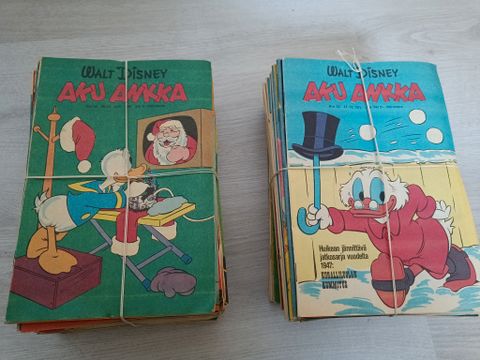 WALT DISNEY
AKU ANKKA
WALT DISNEY
AKU ANKKA
Huikean jännittävä
jatkosarja vuodelta
1947: